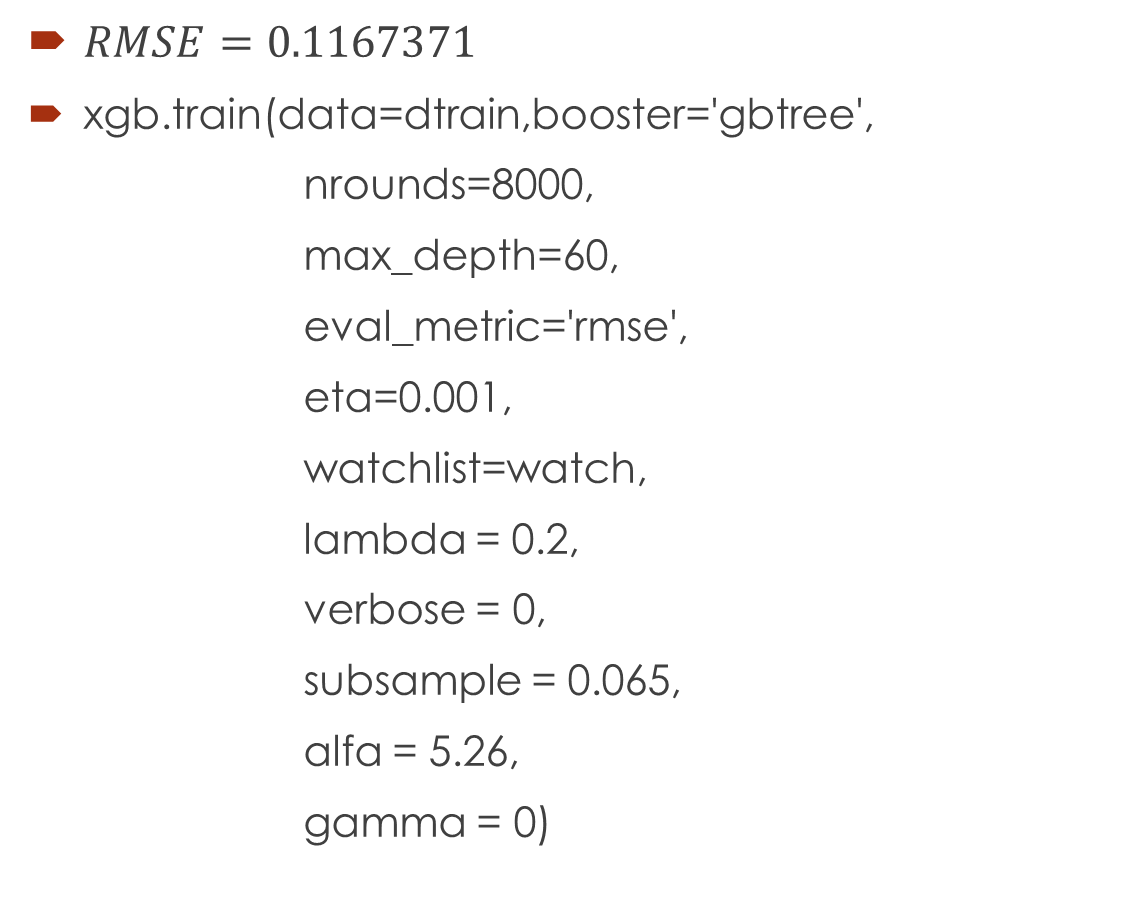 RMSE = 0.1167371
xgb.train(data=dtrain,booster='gbtree',
nrounds=8000,
max_depth=60,
eval_metric='rmse',
eta=0.001,
watchlist=watch,
lambda = 0.2,
verbose = 0,
subsample = 0.065,
alfa = 5.26,
gamma = 0)